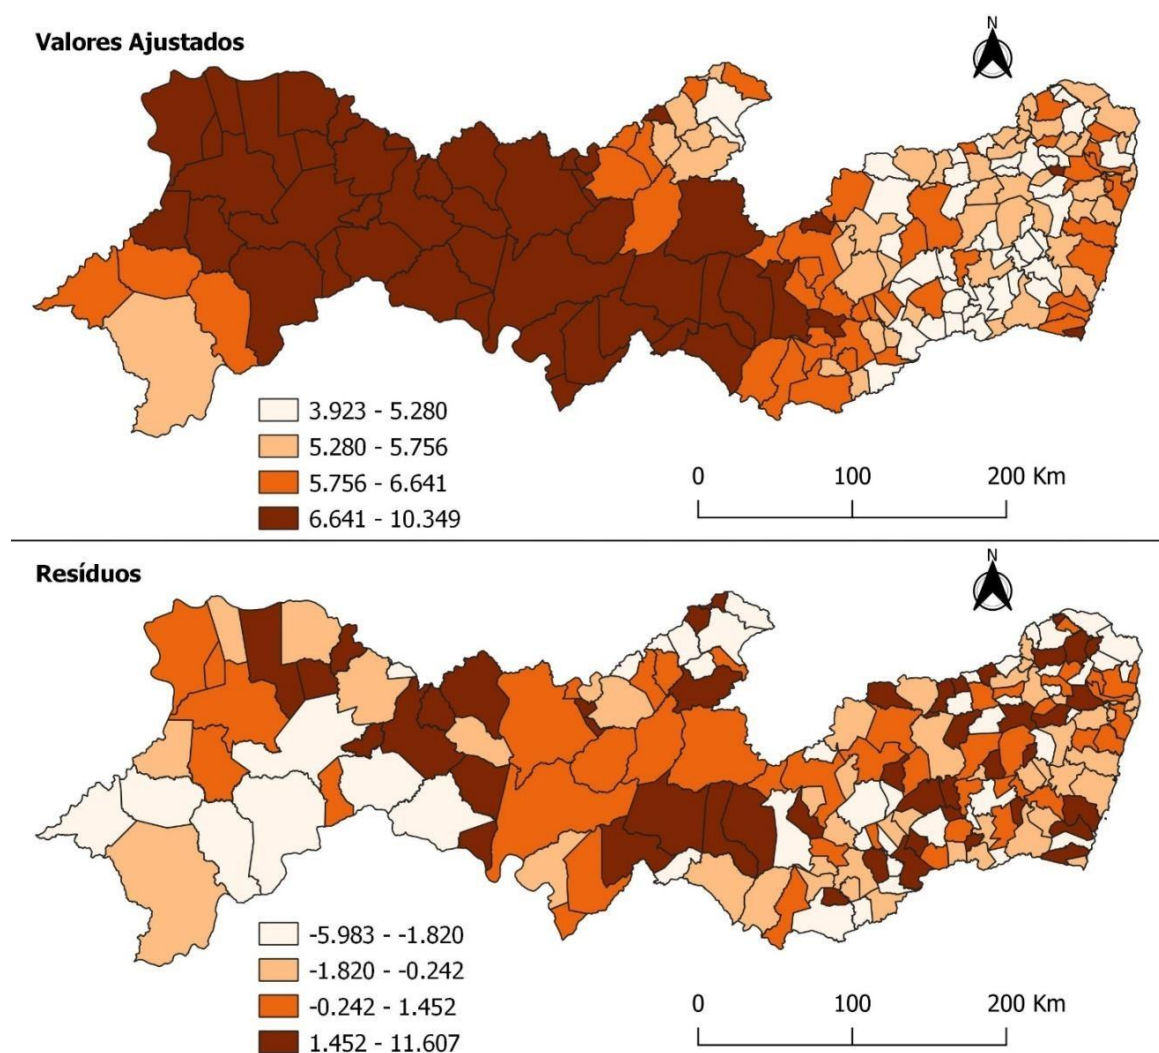 Valores Ajustados
N
3.923 - 5.280
5.280 - 5.756
5.756 - 6.641
6.641 - 10.349
0 100 200 Km
Resíduos
N
-5.983 - -1.820
-1.820 - -0.242
-0.242 - 1.452
1.452 - 11.607
0 100 200 Km